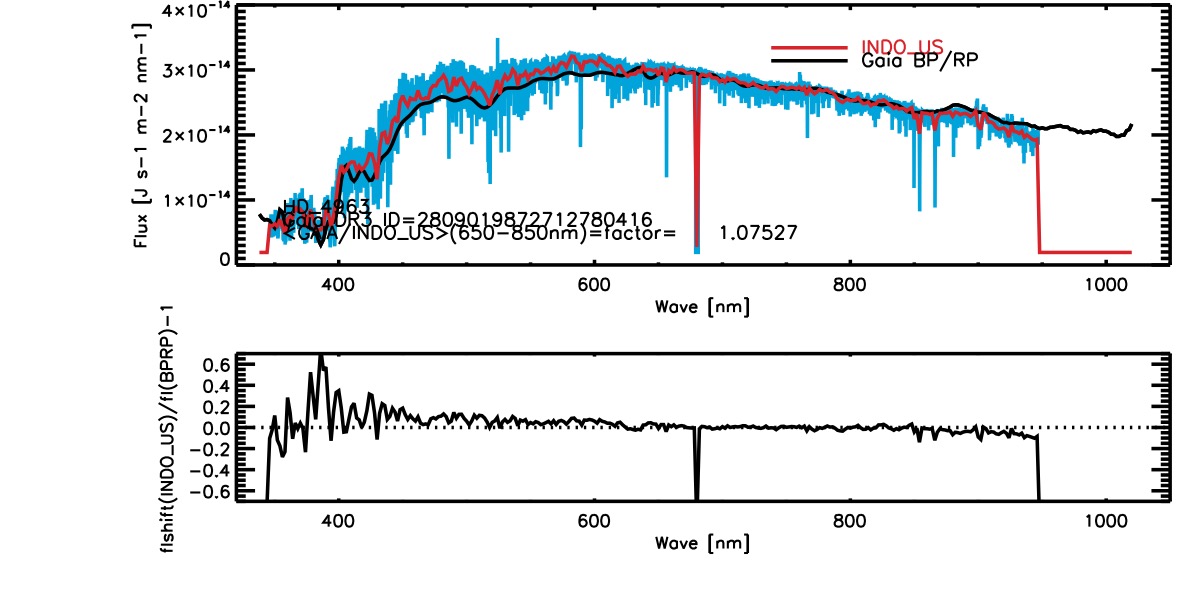 4×10−14
3×10−14
2×10−14
1×10−14
0
Flux [J s−1 m−2 nm−1]
INDO_US
Gaia BP/RP
HD_4963
Gaia DR3 ID=2809019872712780416
<GAIA/INDO_US>(650−850nm)=factor= 1.07527
400 600 800 1000
Wave [nm]
0.6
0.4
0.2
0.0
−0.2
−0.4
−0.6
flshift(INDO_US)/fl(BPRP)−1
400 600 800 1000
Wave [nm]